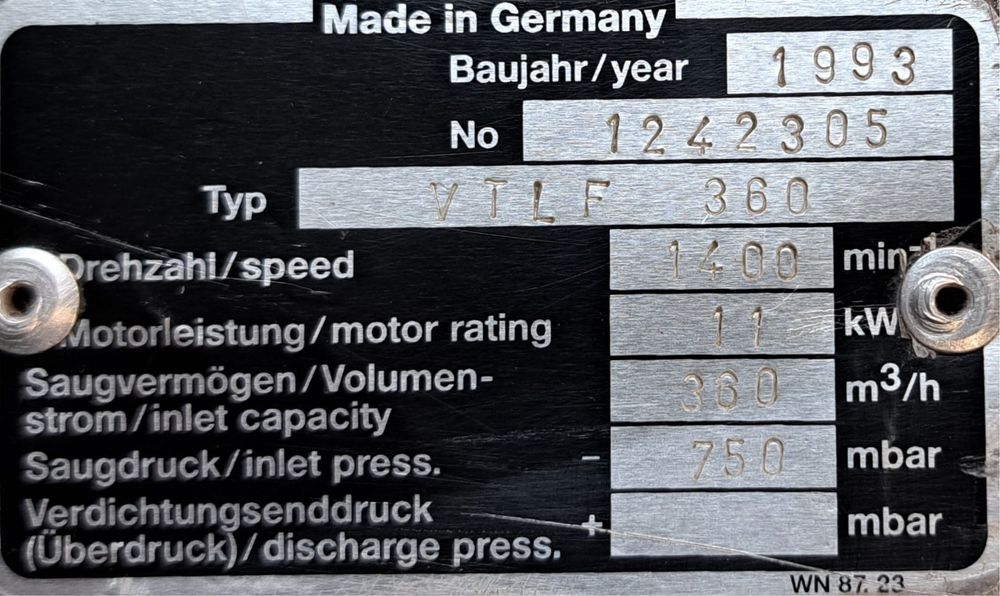 Made in Germany
Baujahr/year 1993
No 1242305
Typ VTLF 360
Drehzahl/speed 1400 min-1
Motorleistung/motor rating 11 kW
Saugvermögen/Volumen-
strom/inlet capacity 360 m³/h
Saugdruck/inlet press. - 750 mbar
Verdichtungsenddruck
(Überdruck)/discharge press. + mbar
WN 87. 23